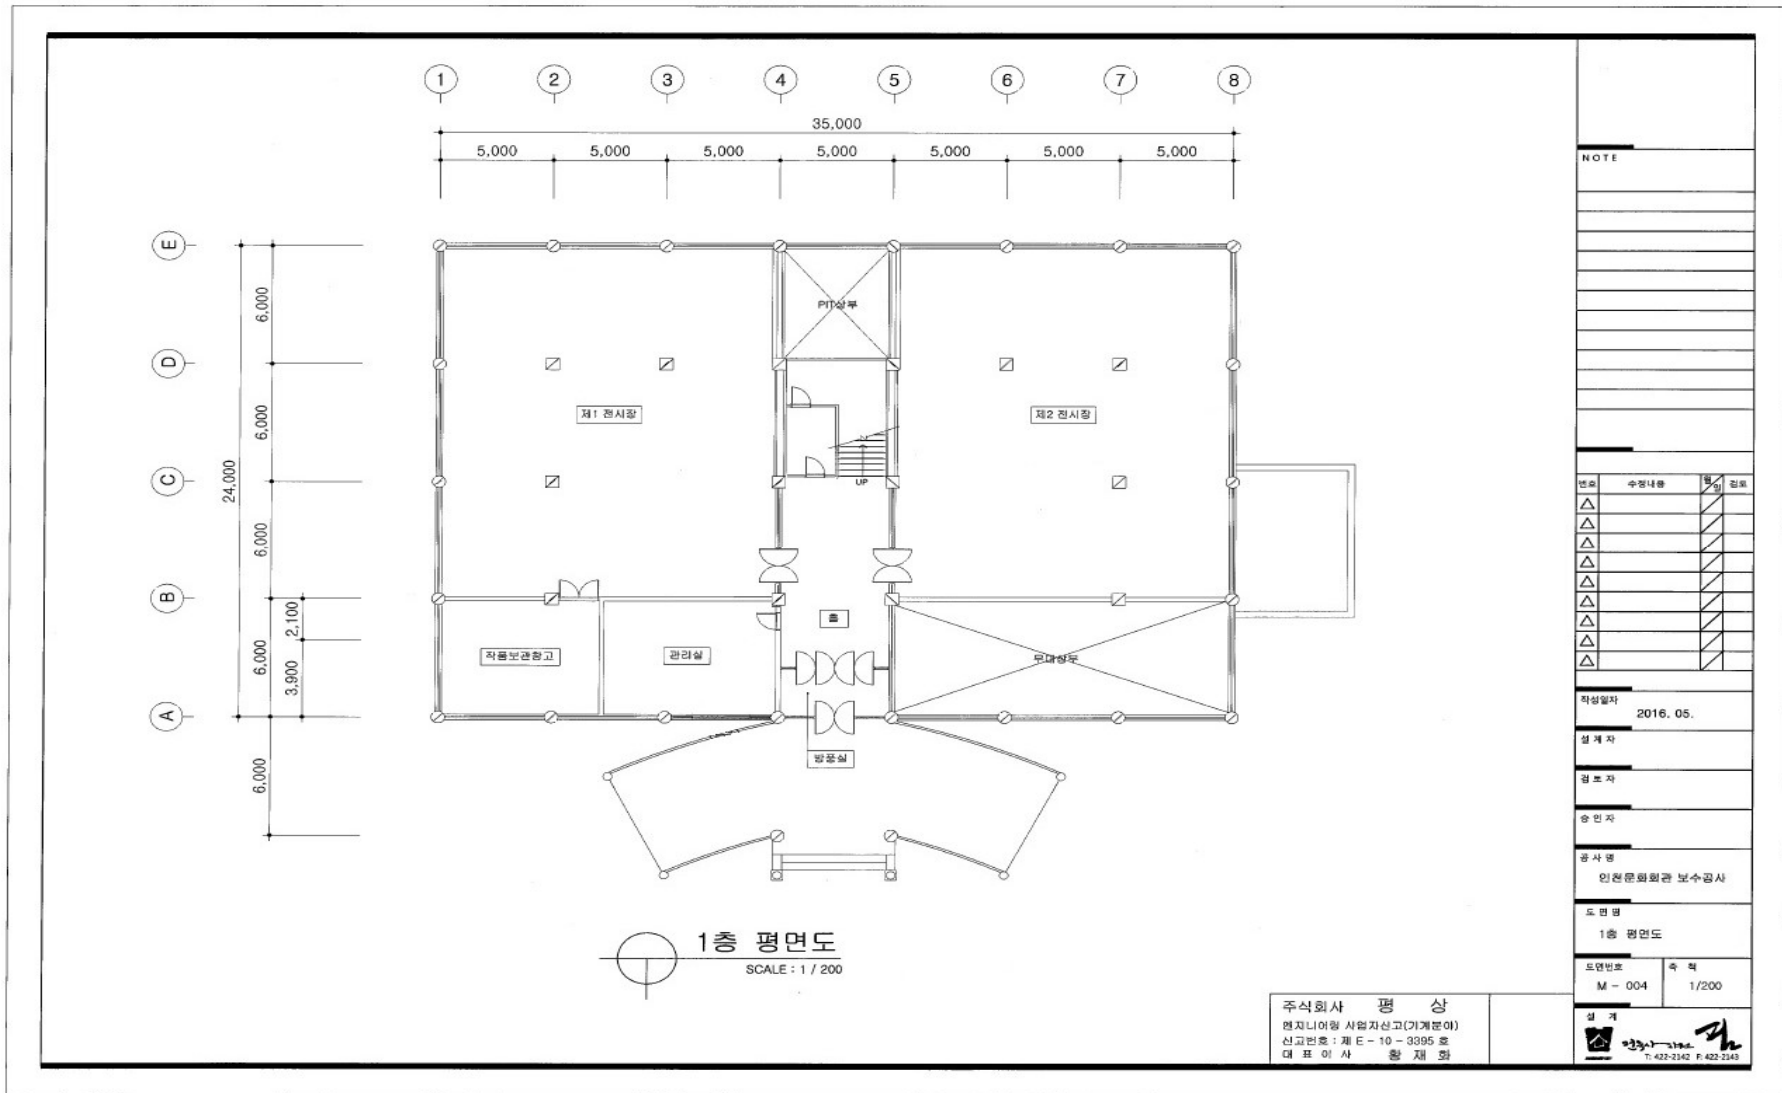 1 2 3 4 5 6 7 8
35,000
5,000 5,000 5,000 5,000 5,000 5,000 5,000
E
D
C
B
A
6,000
6,000
6,000
6,000
6,000
24,000
2,100
3,900
PIT상부
제1 전시장
제2 전시장
UP
홀
작품보관창고
관리실
무대상부
방풍실
1층 평면도
SCALE : 1 / 200
NOTE
번호 수정내용 월 일 검토
작성일자
2016. 05.
설 계 자
검 토 자
승 인 자
공 사 명
인천문화회관 보수공사
도 면 명
1층 평면도
도면번호 축 척
M - 004 1/200
설 계
T: 422-2142 F: 422-2143
주식회사 평 상
엔지니어링 사업자신고(기계분야)
신고번호 : 제 E - 10 - 3395 호
대 표 이 사 황 재 화